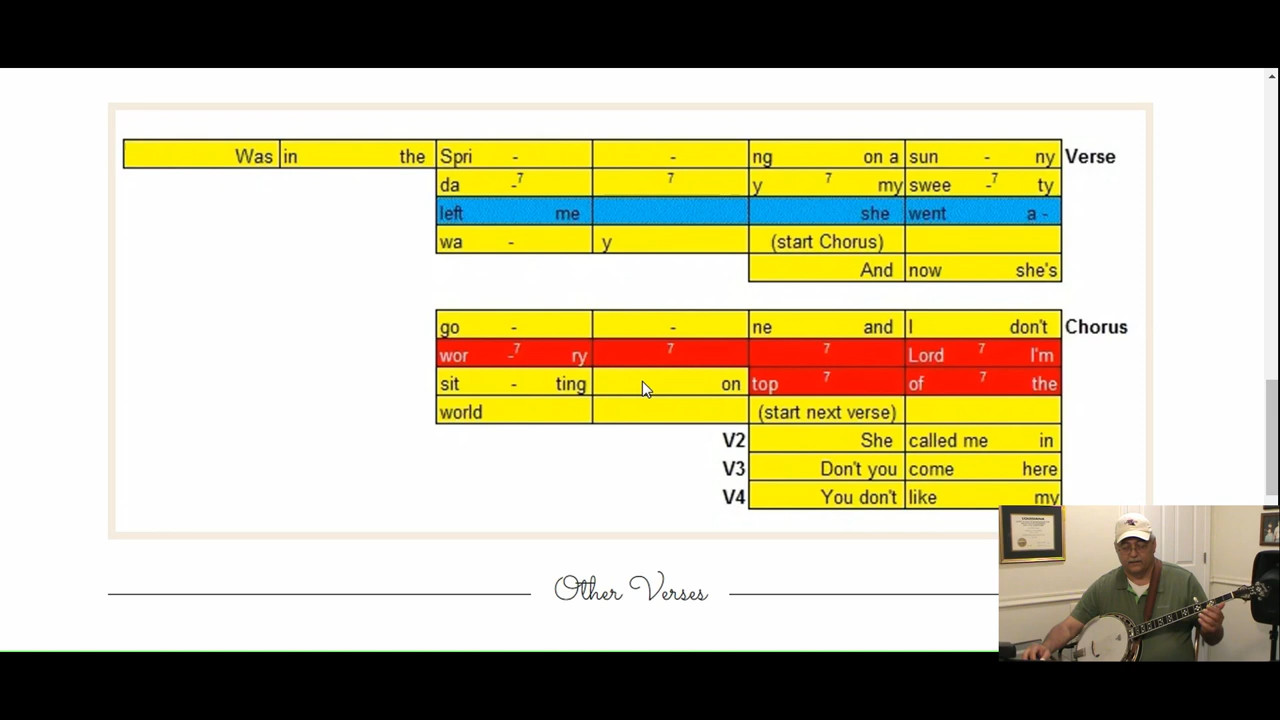 Was in the Spri - - ng on a sun - ny Verse
da -7 7 y 7 my swee -7 ty
left me she went a -
wa - y (start Chorus)
And now she's
go - - ne and I don't Chorus
wor -7 ry 7 7 Lord 7 I'm
sit - ting on top 7 of 7 the
world (start next verse)
V2 She called me in
V3 Don't you come here
V4 You don't like my
Other Verses